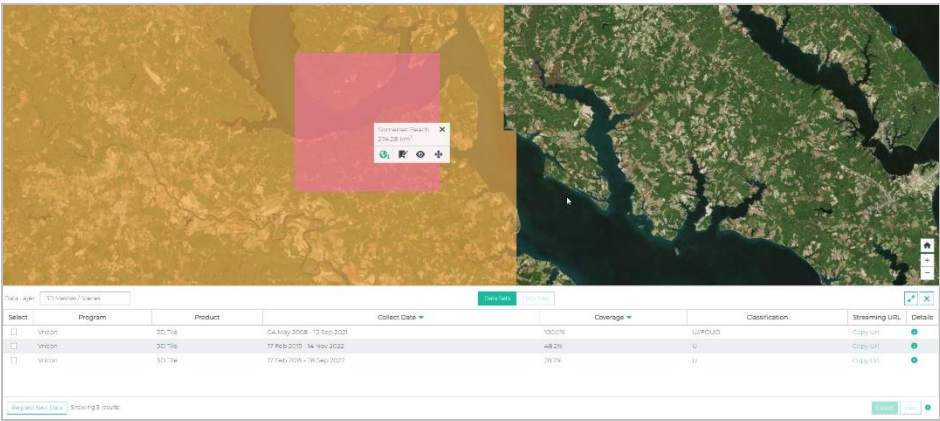 Somerset Beach
274.28 km²
Data Layer 3D Meshes / Scenes Data Sets
Select Program Product Collect Date Coverage Classification Streaming URL Details
Vricon 3D Tile 04 May 2008 - 13 Sep 2021 100.0% U//FOUO Copy Url
Vricon 3D Tile 17 Feb 2015 - 14 Nov 2022 48.2% U Copy Url
Vricon 3D Tile 17 Feb 2015 - 26 Sep 2022 U Copy Url
Request New Data Showing 3 results. Export